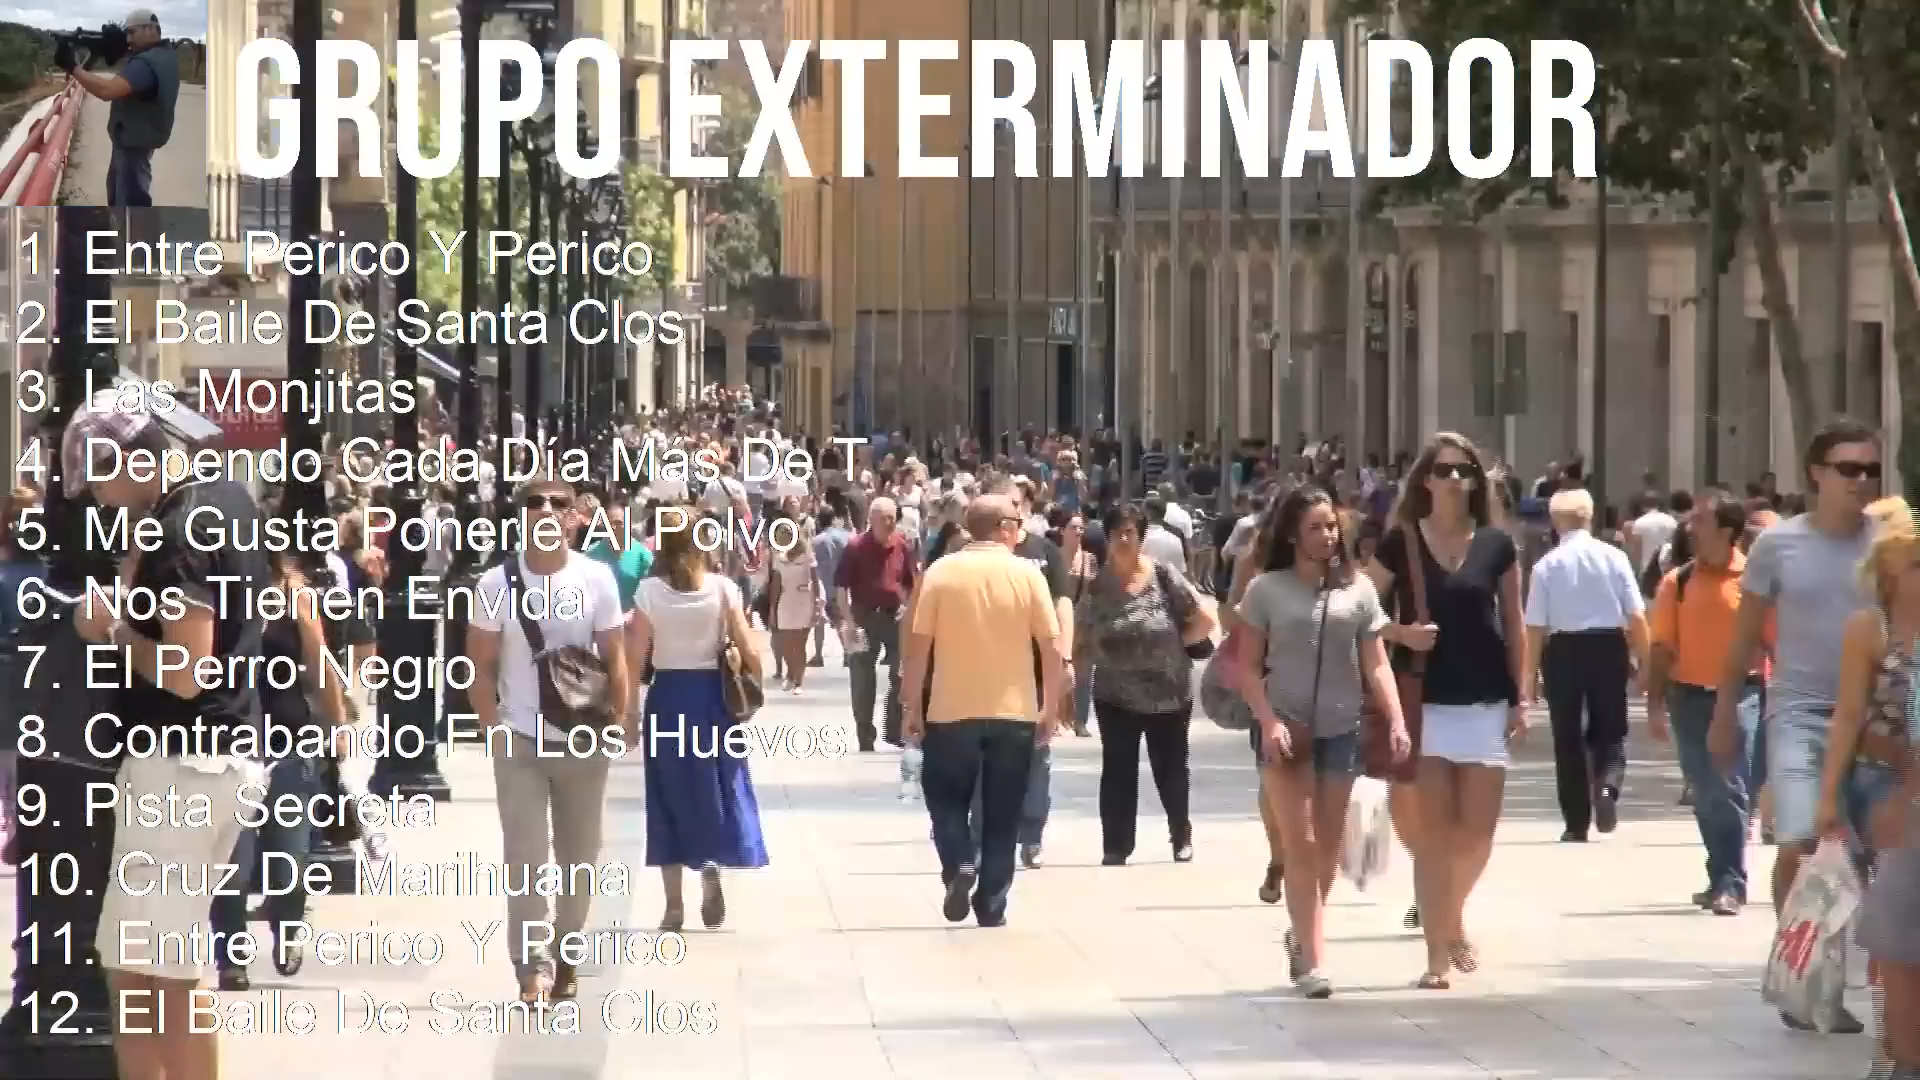 GRUPO EXTERMINADOR
1. Entre Perico Y Perico
2. El Baile De Santa Clos
3. Las Monjitas
4. Dependo Cada Día Más De T
5. Me Gusta Ponerle Al Polvo
6. Nos Tienen Envida
7. El Perro Negro
8. Contrabando En Los Huevos
9. Pista Secreta
10. Cruz De Marihuana
11. Entre Perico Y Perico
12. El Baile De Santa Clos